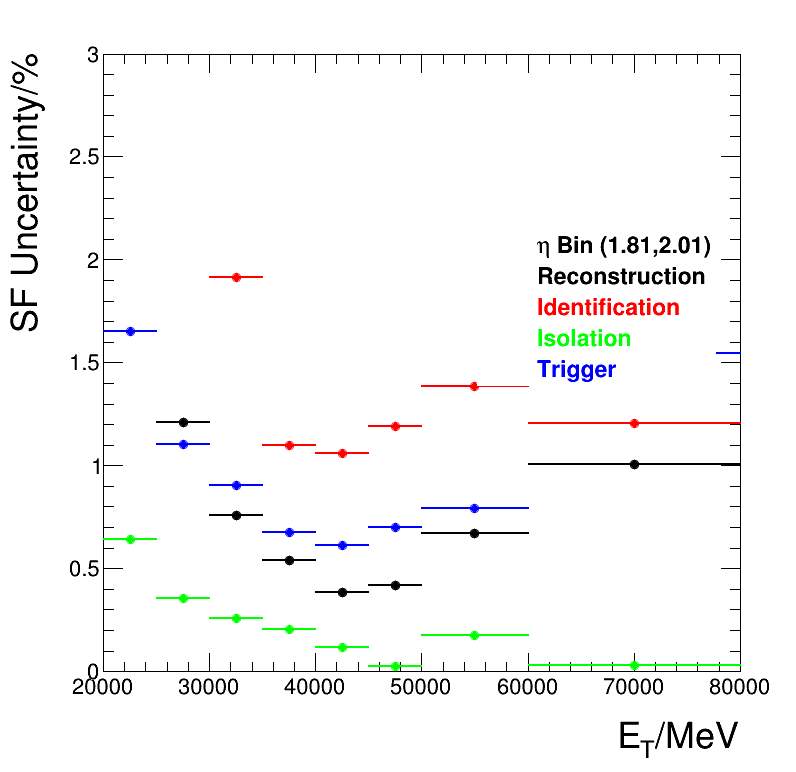 SF Uncertainty/%
3
2.5
2
1.5
1
0.5
0
η Bin (1.81,2.01)
Reconstruction
Identification
Isolation
Trigger
20000 30000 40000 50000 60000 70000 80000
E_T/MeV